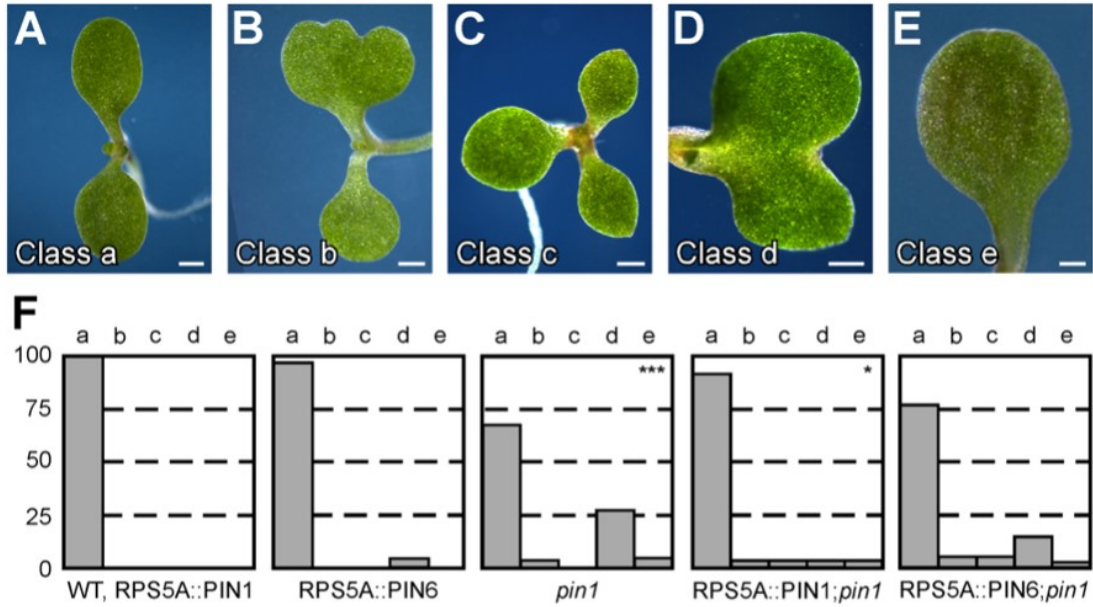 A B C D E
Class a Class b Class c Class d Class e
F
a b c d e a b c d e a b c d e a b c d e a b c d e
100
*** *
75
50
25
0
WT, RPS5A::PIN1 RPS5A::PIN6 pin1 RPS5A::PIN1;pin1 RPS5A::PIN6;pin1